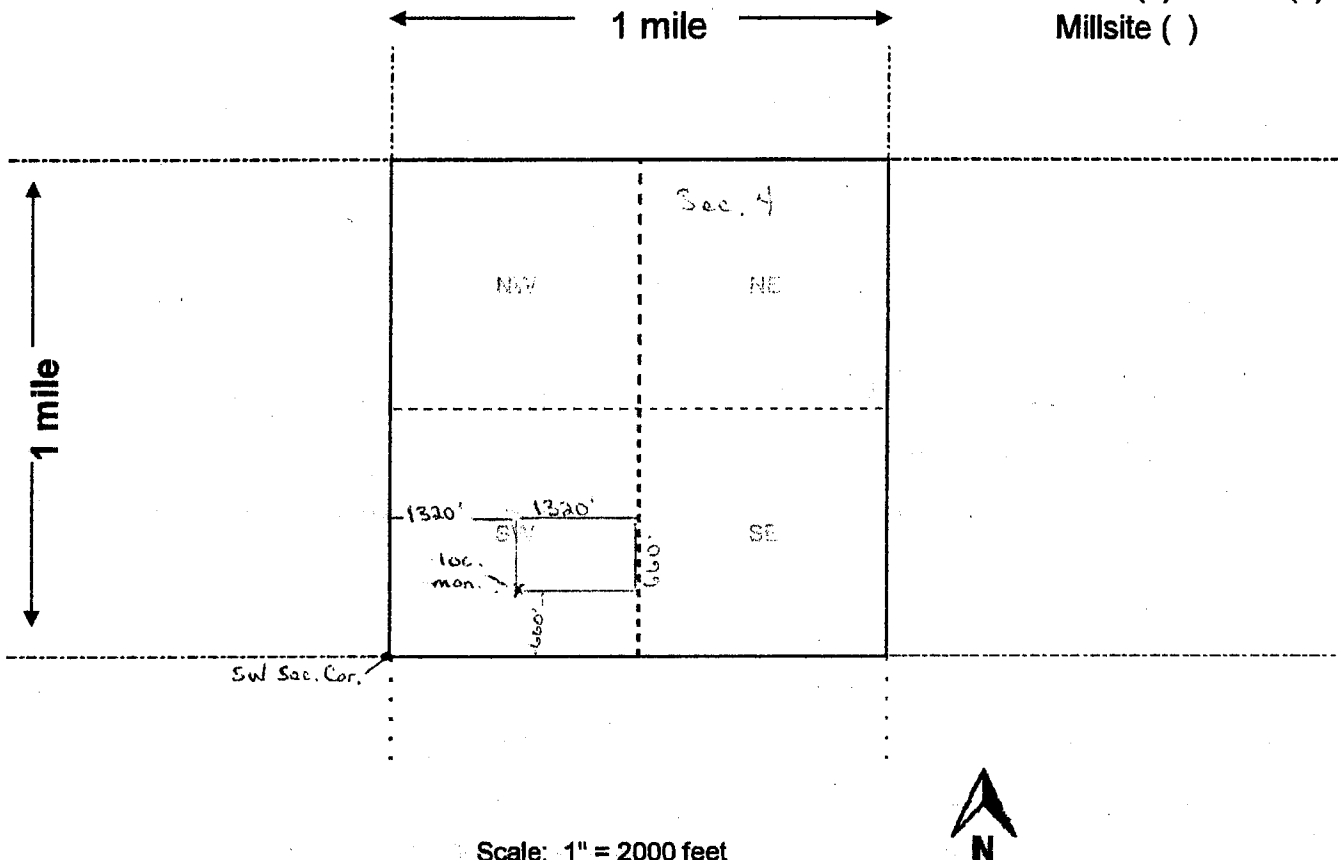 1 mile
Millsite ( )
Sec. 4
NW
NE
1 mile
1320'
1320'
SW
SE
loc.
mon.
660'
660'
SW Sec. Cor.
Scale: 1" = 2000 feet
N